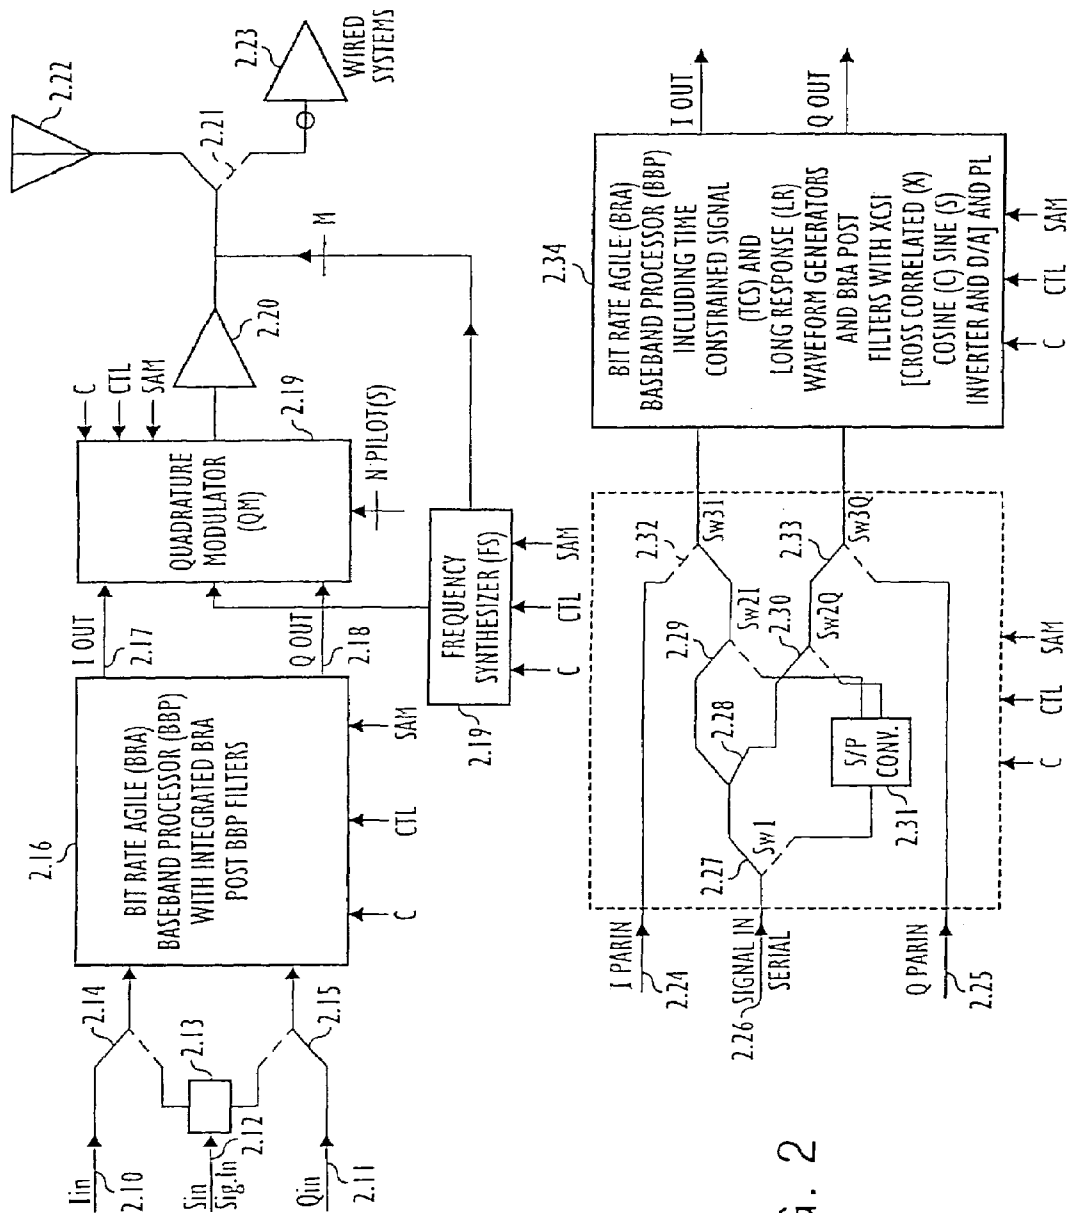 Iin
2.10
Sin
Sig.In
2.12
Qin
2.11
2.13
2.14
2.15
2.16
BIT RATE AGILE (BRA)
BASEBAND PROCESSOR (BBP)
WITH INTEGRATED BRA
POST BBP FILTERS
C
CTL
SAM
I OUT
2.17
Q OUT
2.18
QUADRATURE
MODULATOR
(QM)
C
CTL
SAM
2.19
N PILOT(S)
FREQUENCY
SYNTHESIZER (FS)
2.19
C
CTL
SAM
2.20
M
2.21
2.22
2.23
WIRED
SYSTEMS
I PARIN
2.24
2.26
SIGNAL IN
SERIAL
Q PARIN
2.25
2.27
Sw1
2.28
2.29
Sw2I
2.30
Sw2Q
S/P
CONV.
2.31
2.32
Sw3I
2.33
Sw3Q
C
CTL
SAM
2.34
BIT RATE AGILE (BRA)
BASEBAND PROCESSOR (BBP)
INCLUDING TIME
CONSTRAINED SIGNAL
(TCS) AND
LONG RESPONSE (LR)
WAVEFORM GENERATORS
AND BRA POST
FILTERS WITH XCSI
[CROSS CORRELATED (X)
COSINE (C) SINE (S)
INVERTER AND D/A] AND PL
C
CTL
SAM
I OUT
Q OUT
g. 2